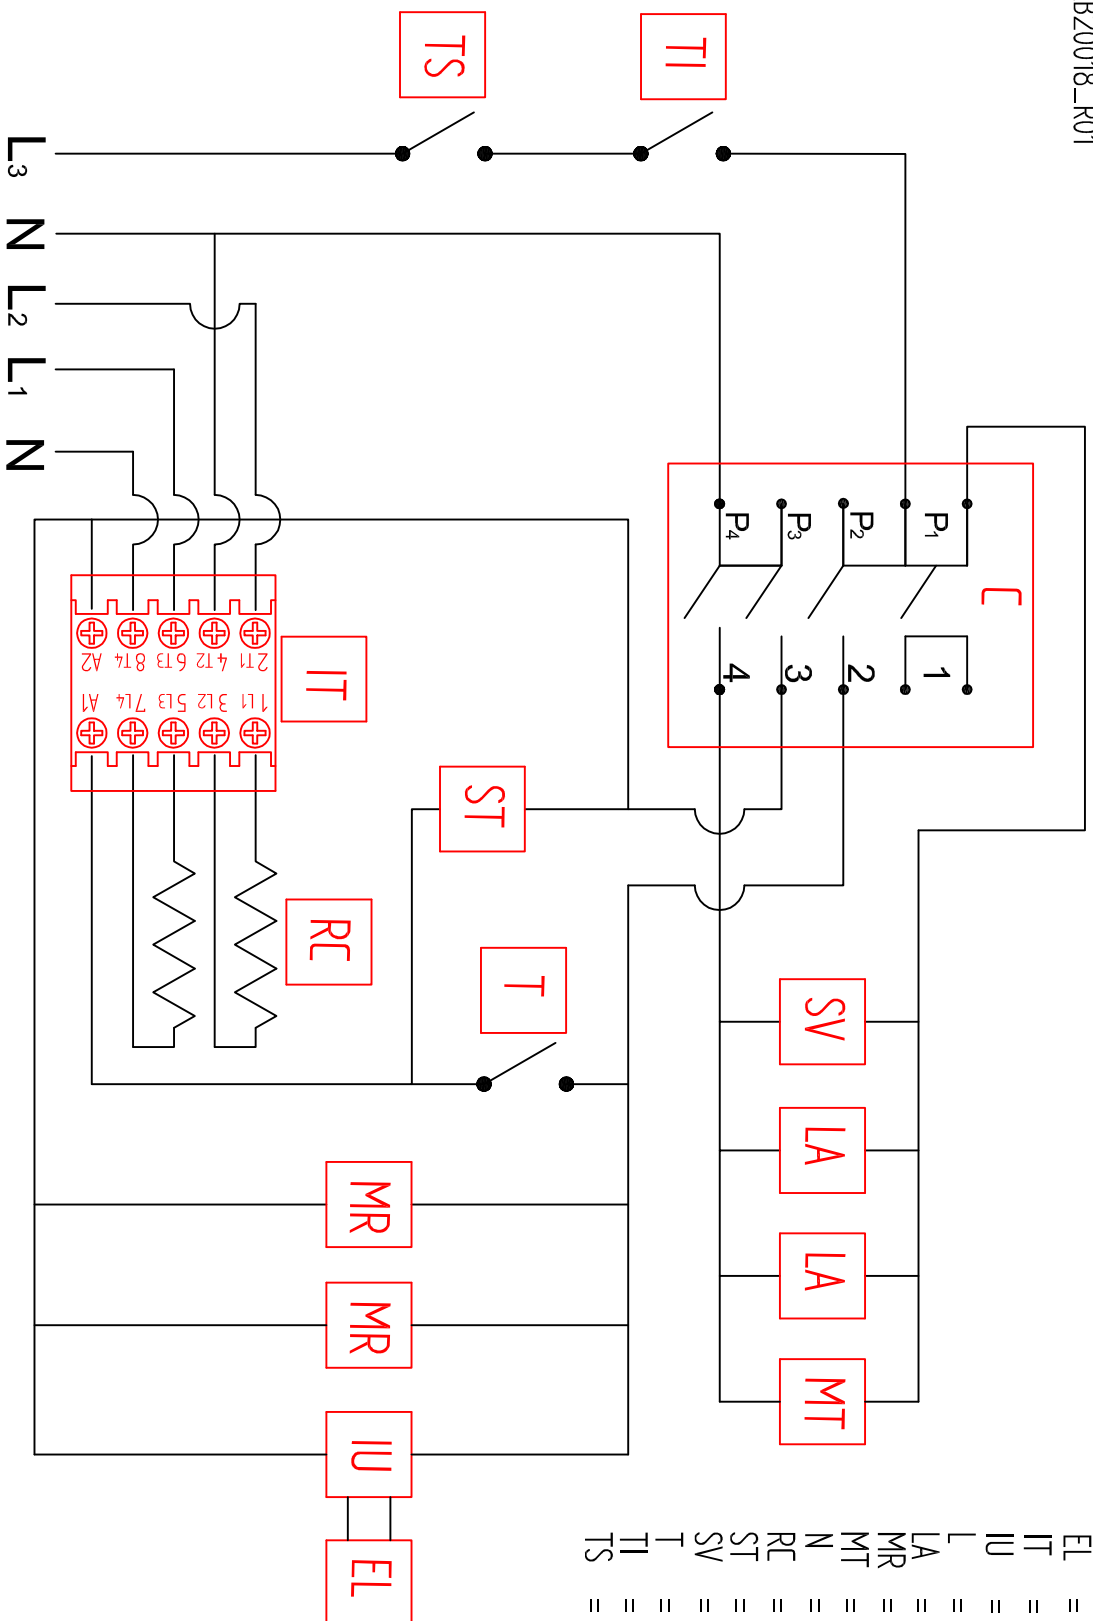 BZ0018_R01
EL =
IT =
IU =
L =
LA =
MR =
MT =
N =
RC =
ST =
SV =
T =
TI =
TS =
C
P1 1
P2 2
P3 3
P4 4
SV
LA
LA
MT
TI
TS
ST
T
MR
MR
IU
EL
IT
RC
2T1 4T2 6T3 8T4 A2
1L1 3L2 5L3 7L4 A1
L3
N
L2
L1
N